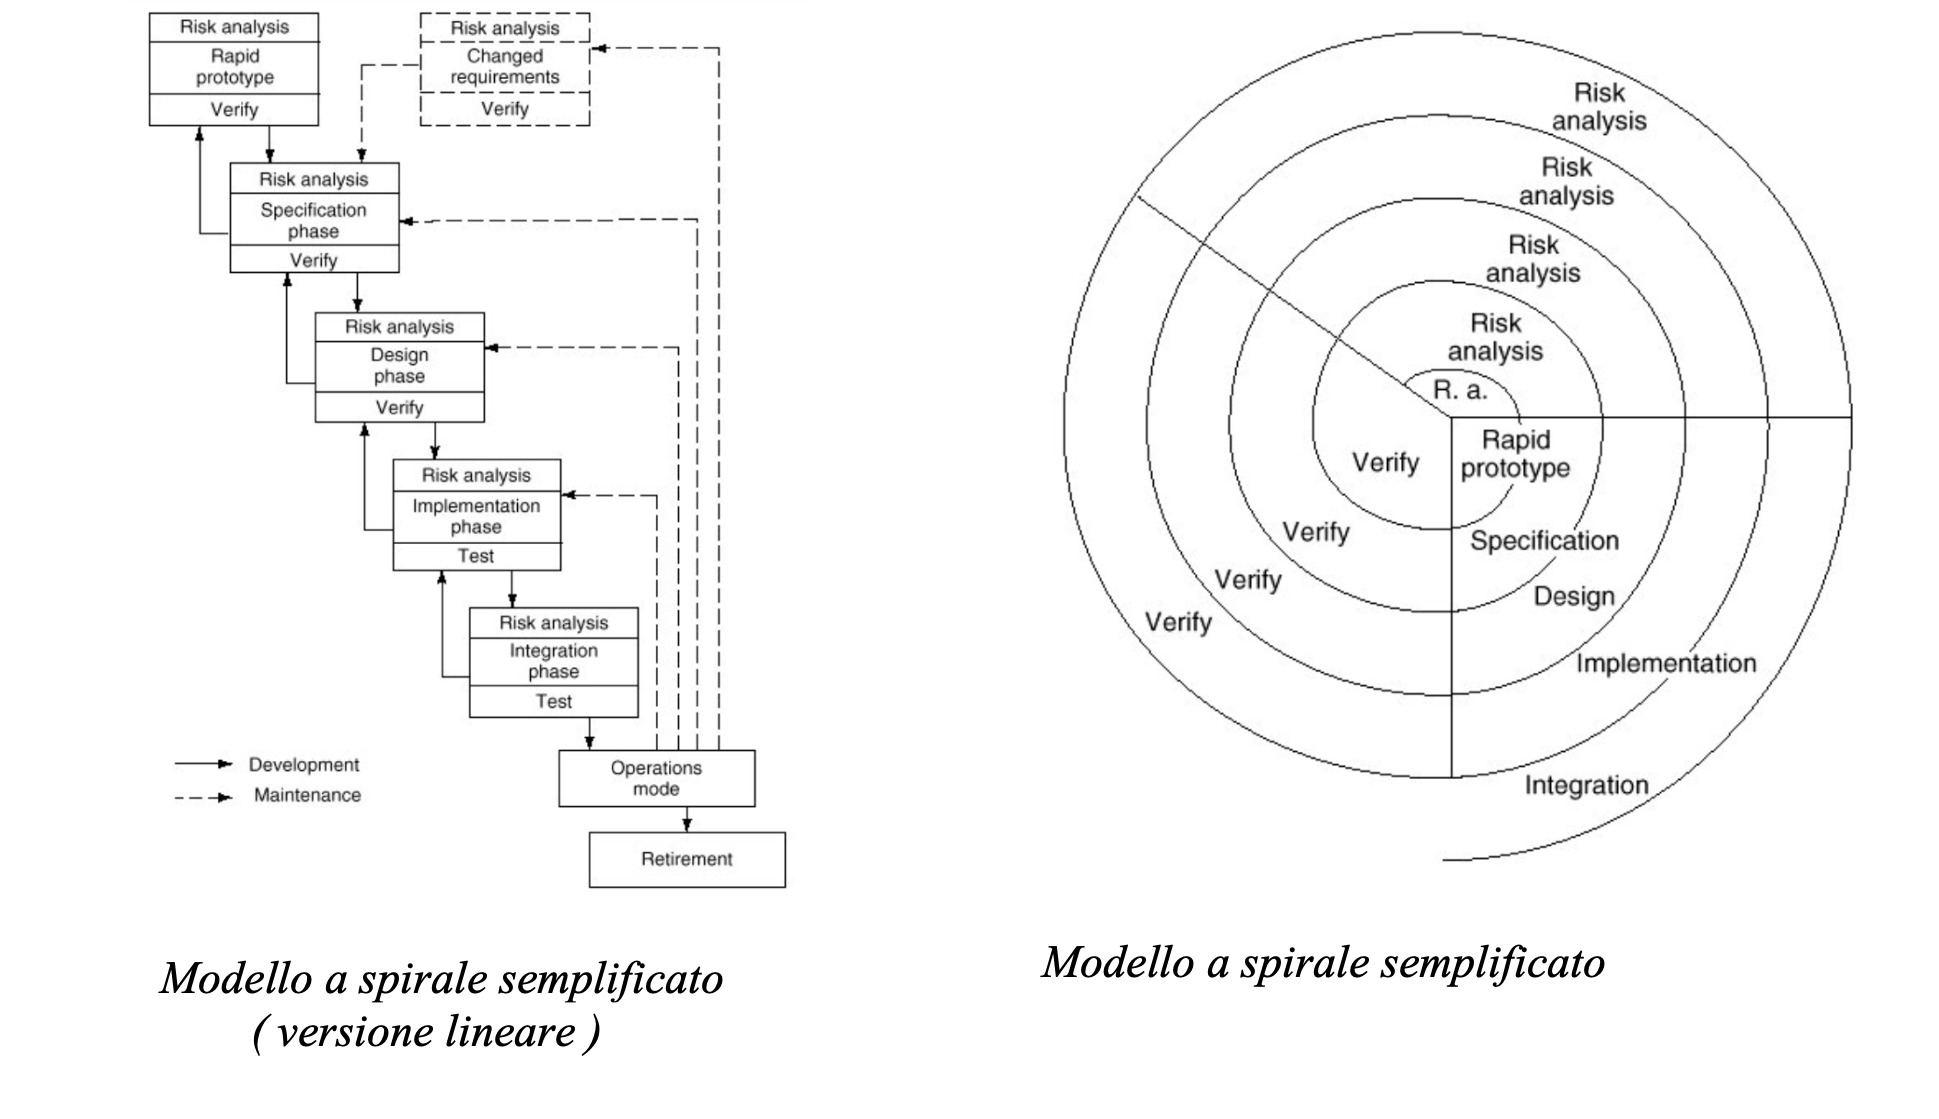 Risk analysis
Rapid
prototype
Verify
Risk analysis
Changed
requirements
Verify
Risk analysis
Specification
phase
Verify
Risk analysis
Design
phase
Verify
Risk analysis
Implementation
phase
Test
Risk analysis
Integration
phase
Test
Operations
mode
Retirement
Development
Maintenance
Modello a spirale semplificato
( versione lineare )
Risk
analysis
Risk
analysis
Risk
analysis
Risk
analysis
R. a.
Rapid
prototype
Verify
Specification
Verify
Design
Verify
Implementation
Verify
Integration
Modello a spirale semplificato